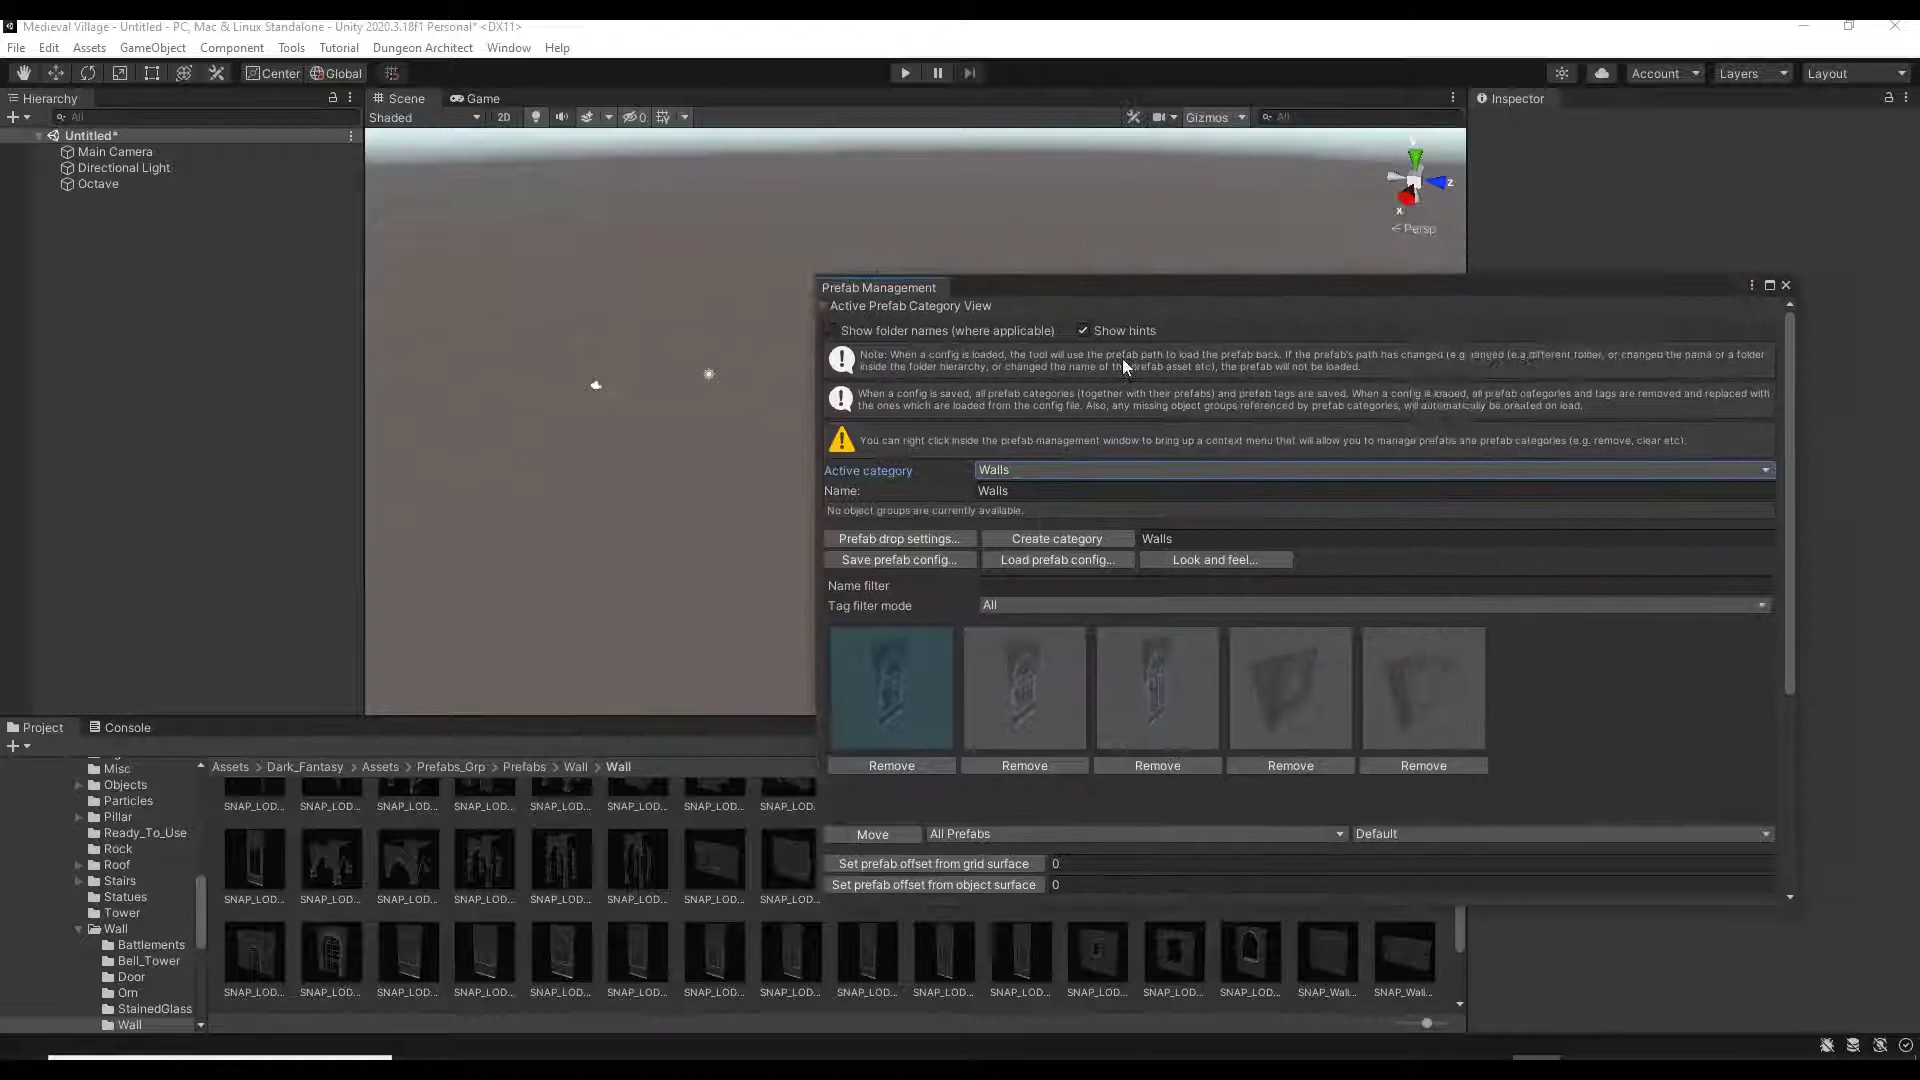 Medieval Village - Untitled - PC, Mac & Linux Standalone - Unity 2020.3.18f1 Personal* <DX11>
File Edit Assets GameObject Component Tools Tutorial Dungeon Architect Window Help
Center Global Account Layers Layout
Hierarchy
Scene Game
Inspector
All
Shaded 2D 0 Gizmos All
Untitled*
Main Camera
Directional Light
Octave
y
z
x
< Persp
Prefab Management
Active Prefab Category View
Show folder names (where applicable) Show hints
Note: When a config is loaded, the tool will use the prefab path to load the prefab back. If the prefab's path has changed (e.g. different folder, or changed the name of a folder
inside the folder hierarchy, or changed the name of the prefab asset etc), the prefab will not be loaded.
When a config is saved, all prefab categories (together with their prefabs) and prefab tags are saved. When a config is loaded, all prefab categories and tags are removed and replaced with
the ones which are loaded from the config file. Also, any missing object groups referenced by prefab categories, will automatically be created on load.
You can right click inside the prefab management window to bring up a context menu that will allow you to manage prefabs and prefab categories (e.g. remove, clear etc).
Active category Walls
Name: Walls
No object groups are currently available.
Prefab drop settings... Create category Walls
Save prefab config... Load prefab config... Look and feel...
Name filter
Tag filter mode All
Remove Remove Remove Remove Remove
Move All Prefabs Default
Set prefab offset from grid surface 0
Set prefab offset from object surface 0
Project Console
Misc
Objects
Particles
Pillar
Ready_To_Use
Rock
Roof
Stairs
Statues
Tower
Wall
Battlements
Bell_Tower
Door
Orn
StainedGlass
Wall
Assets > Dark_Fantasy > Assets > Prefabs_Grp > Prefabs > Wall > Wall
SNAP_LOD... SNAP_LOD... SNAP_LOD... SNAP_LOD... SNAP_LOD... SNAP_LOD... SNAP_LOD... SNAP_LOD...
SNAP_LOD... SNAP_LOD... SNAP_LOD... SNAP_LOD... SNAP_LOD... SNAP_LOD... SNAP_LOD... SNAP_LOD...
SNAP_LOD... SNAP_LOD... SNAP_LOD... SNAP_LOD... SNAP_LOD... SNAP_LOD... SNAP_LOD... SNAP_LOD... SNAP_LOD... SNAP_LOD... SNAP_LOD... SNAP_LOD... SNAP_LOD... SNAP_LOD... SNAP_Wall... SNAP_Wall...